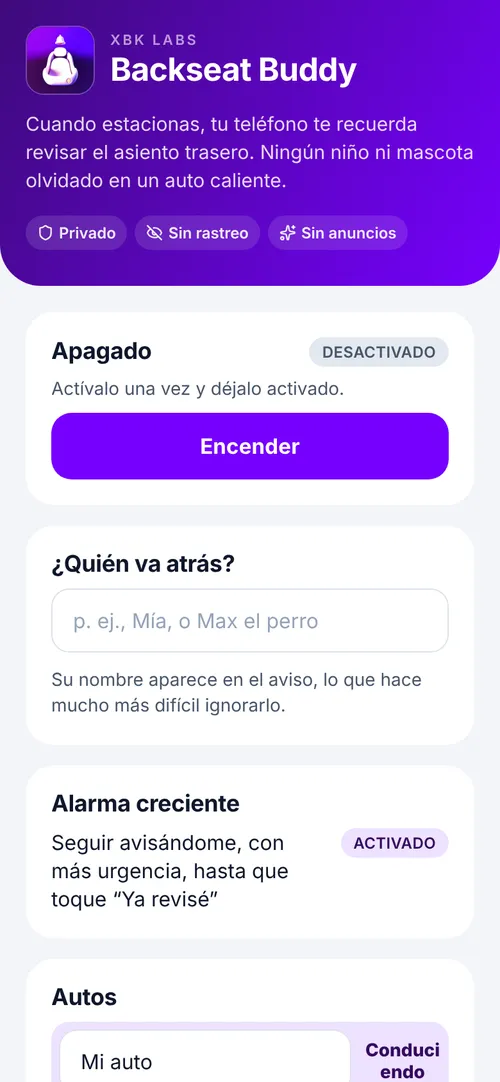 XBK LABS
Backseat Buddy
Cuando estacionas, tu teléfono te recuerda
revisar el asiento trasero. Ningún niño ni mascota
olvidado en un auto caliente.
Privado
Sin rastreo
Sin anuncios
Apagado
DESACTIVADO
Actívalo una vez y déjalo activado.
Encender
¿Quién va atrás?
p. ej., Mía, o Max el perro
Su nombre aparece en el aviso, lo que hace
mucho más difícil ignorarlo.
Alarma creciente
Seguir avisándome, con
más urgencia, hasta que
toque “Ya revisé”
ACTIVADO
Autos
Mi auto
Conduci
endo